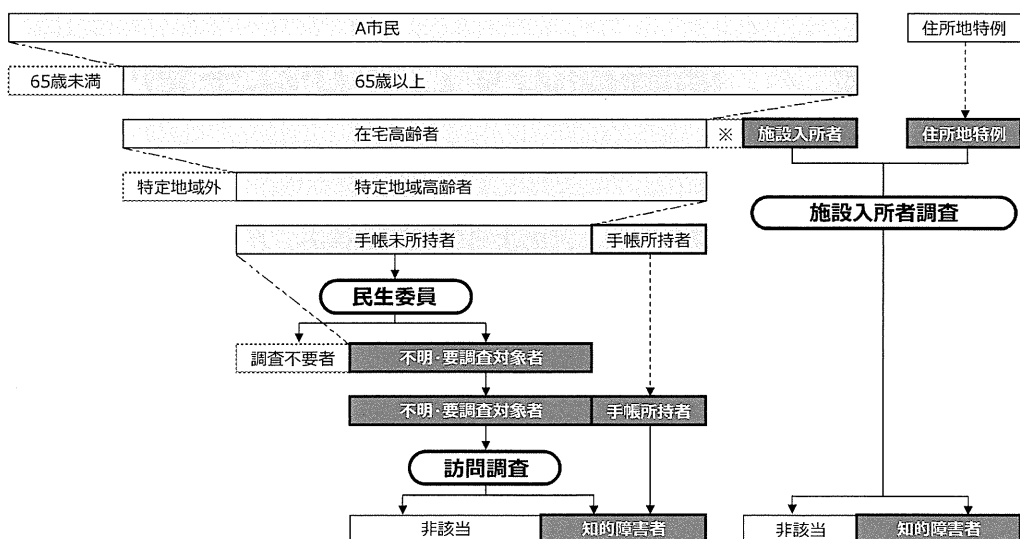 A市民
住所地特例
65歳未満
65歳以上
在宅高齢者
※
施設入所者
住所地特例
特定地域外
特定地域高齢者
施設入所者調査
手帳未所持者
手帳所持者
民生委員
調査不要者
不明・要調査対象者
不明・要調査対象者
手帳所持者
訪問調査
非該当
知的障害者
非該当
知的障害者